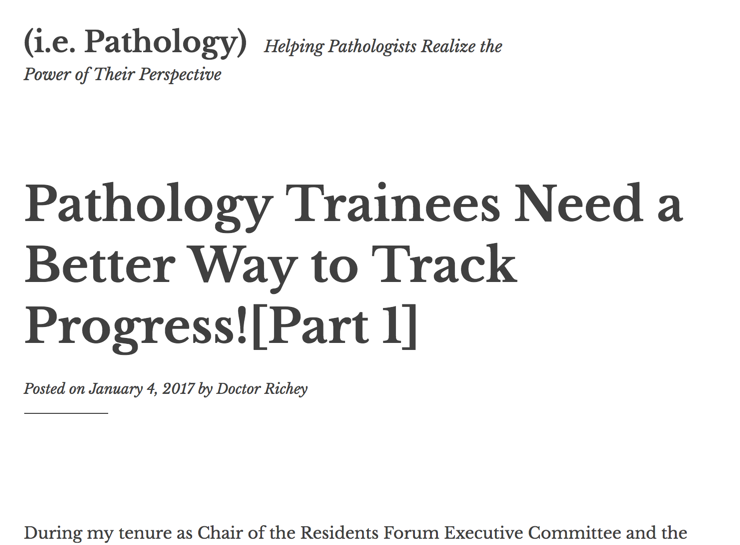 (i.e. Pathology) Helping Pathologists Realize the
Power of Their Perspective
Pathology Trainees Need a
Better Way to Track
Progress![Part 1]
Posted on January 4, 2017 by Doctor Richey
During my tenure as Chair of the Residents Forum Executive Committee and the